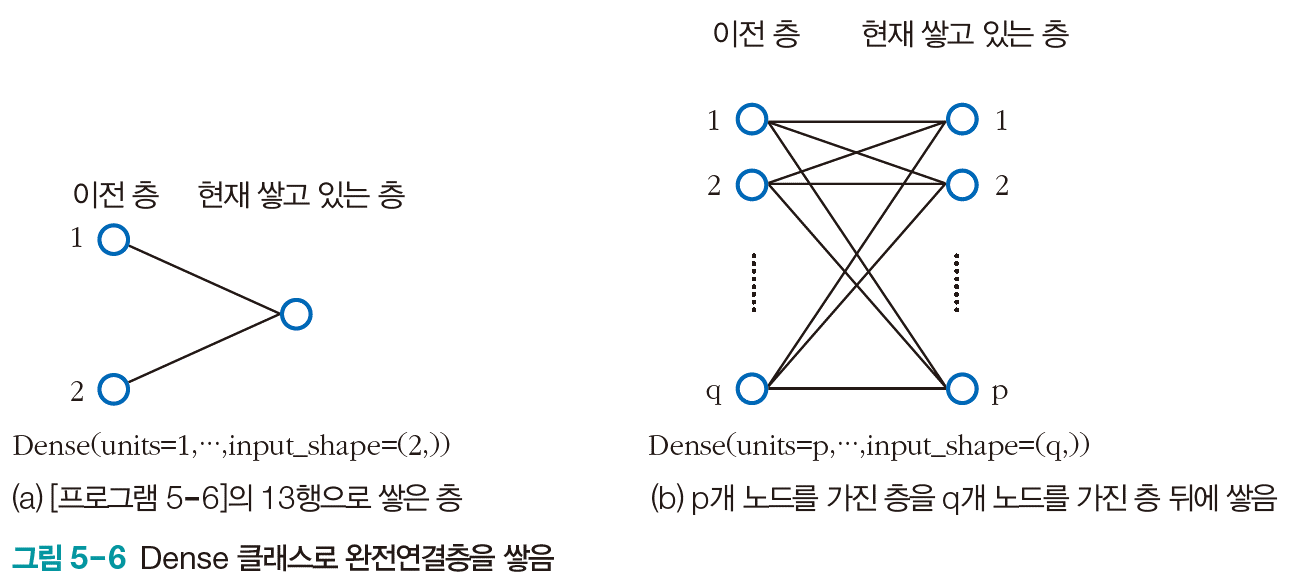 이전 층 현재 쌓고 있는 층
1
2
Dense(units=1,···,input_shape=(2,))
(a) [프로그램 5-6]의 13행으로 쌓은 층
이전 층 현재 쌓고 있는 층
1 1
2 2
q p
Dense(units=p,···,input_shape=(q,))
(b) p개 노드를 가진 층을 q개 노드를 가진 층 뒤에 쌓음
그림 5-6 Dense 클래스로 완전연결층을 쌓음